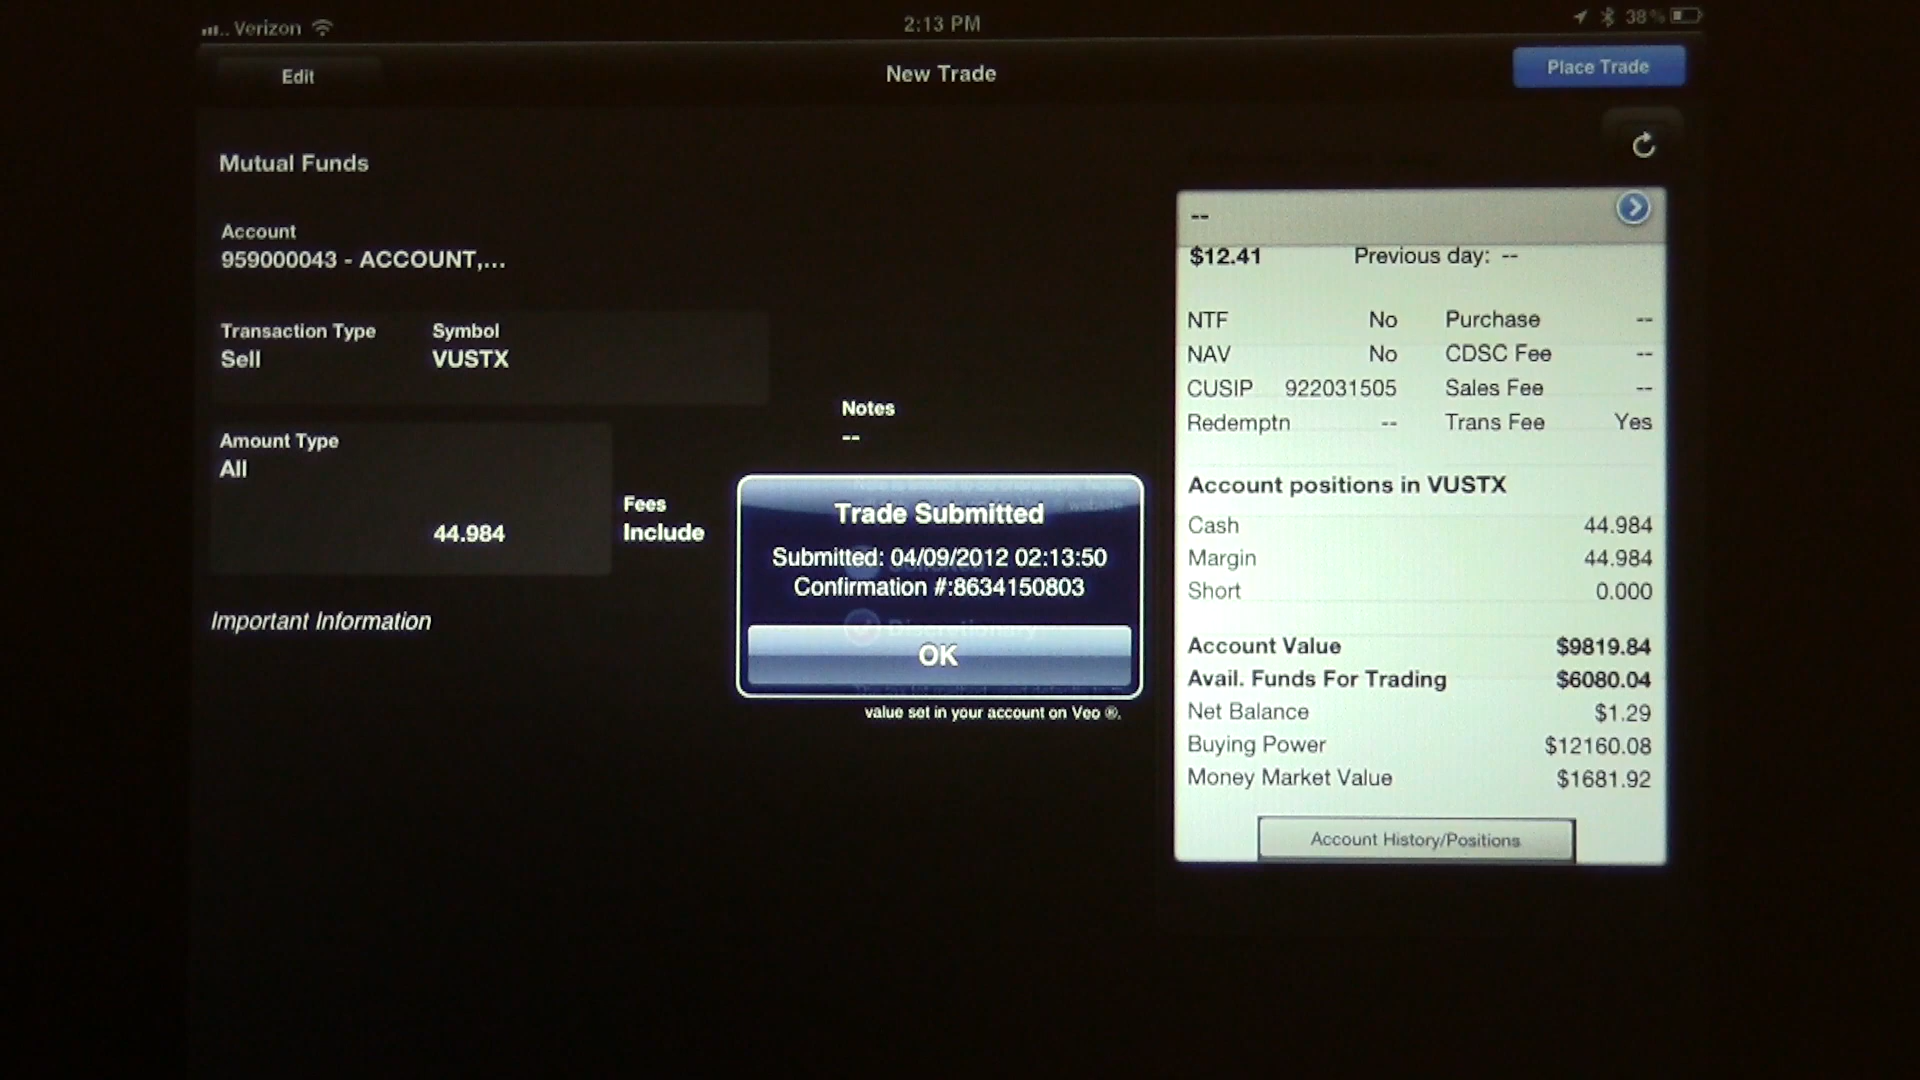 Verizon
2:13 PM
38%
Edit
New Trade
Place Trade
Mutual Funds
Account
959000043 - ACCOUNT,...
Transaction Type Symbol
Sell VUSTX
Amount Type
All
44.984
Fees
Include
Notes
--
Important Information
Trade Submitted
Submitted: 04/09/2012 02:13:50
Confirmation #:8634150803
Discretionary
OK
value set in your account on Veo ®.
--
$12.41 Previous day: --
NTF No Purchase --
NAV No CDSC Fee --
CUSIP 922031505 Sales Fee --
Redemptn -- Trans Fee Yes
Account positions in VUSTX
Cash 44.984
Margin 44.984
Short 0.000
Account Value $9819.84
Avail. Funds For Trading $6080.04
Net Balance $1.29
Buying Power $12160.08
Money Market Value $1681.92
Account History/Positions